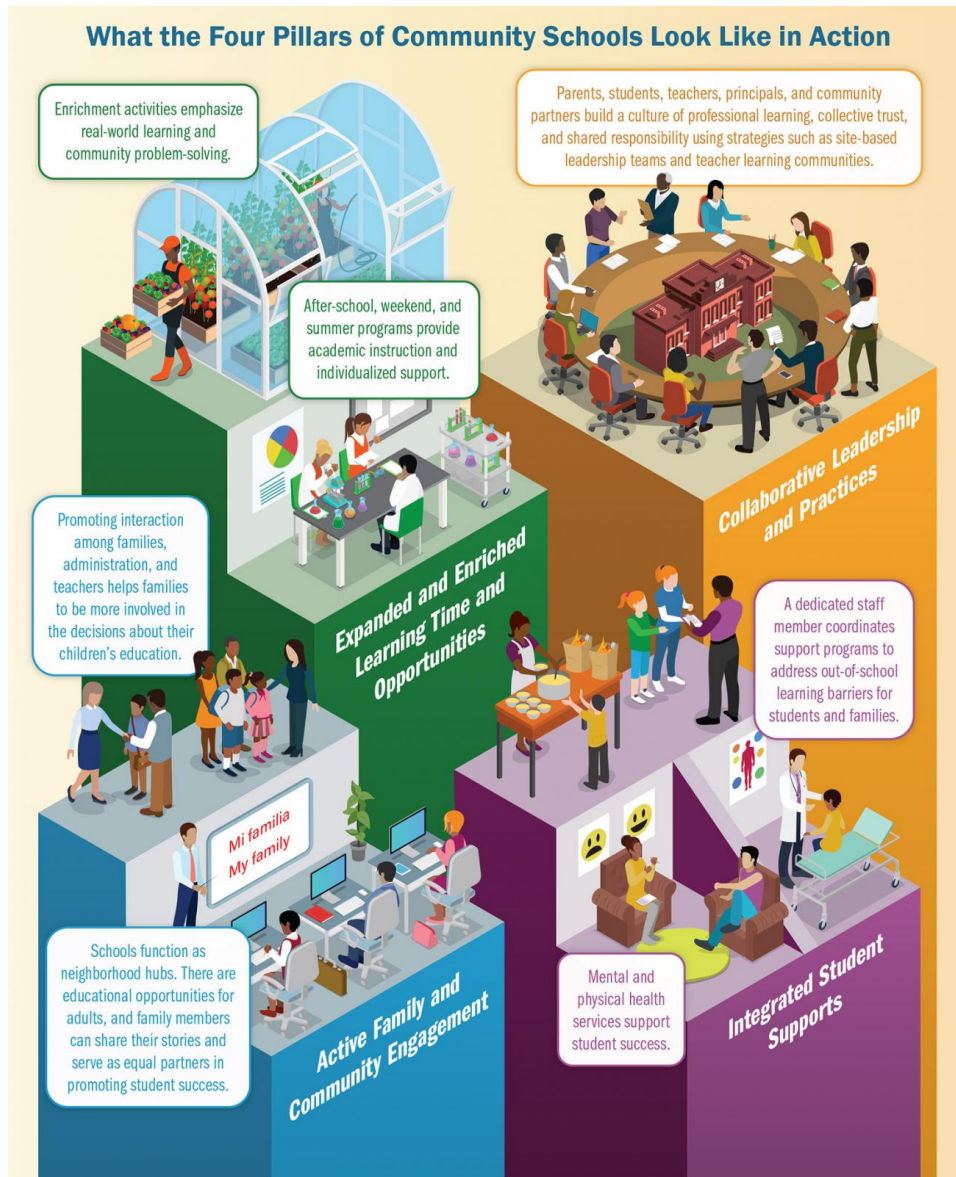 What the Four Pillars of Community Schools Look Like in Action
Enrichment activities emphasize
real-world learning and
community problem-solving.
Parents, students, teachers, principals, and community
partners build a culture of professional learning, collective trust,
and shared responsibility using strategies such as site-based
leadership teams and teacher learning communities.
After-school, weekend, and
summer programs provide
academic instruction and
individualized support.
Collaborative Leadership
and Practices
Promoting interaction
among families,
administration, and
teachers helps families
to be more involved in
the decisions about their
children's education.
Expanded and Enriched
Learning Time and
Opportunities
A dedicated staff
member coordinates
support programs to
address out-of-school
learning barriers for
students and families.
Mi familia
My family
Schools function as
neighborhood hubs. There are
educational opportunities for
adults, and family members
can share their stories and
serve as equal partners in
promoting student success.
Active Family and
Community Engagement
Mental and
physical health
services support
student success.
Integrated Student
Supports